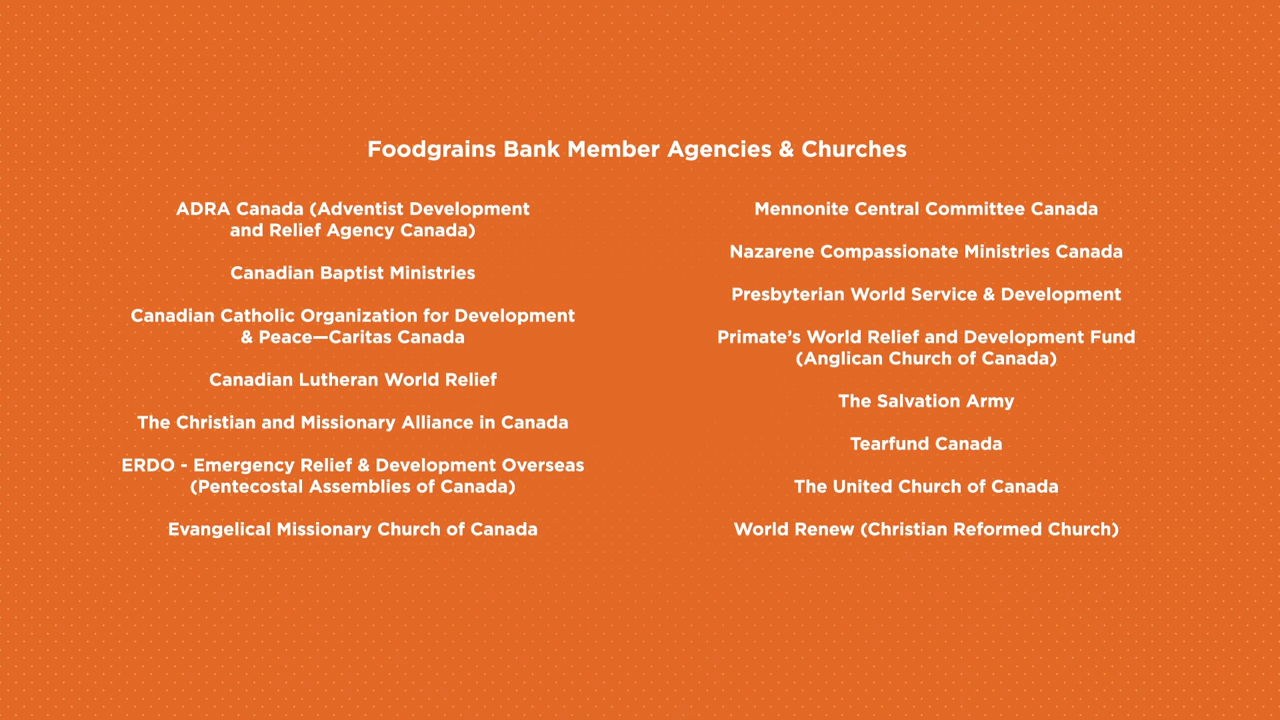 Foodgrains Bank Member Agencies & Churches
ADRA Canada (Adventist Development
and Relief Agency Canada)
Canadian Baptist Ministries
Canadian Catholic Organization for Development
& Peace—Caritas Canada
Canadian Lutheran World Relief
The Christian and Missionary Alliance in Canada
ERDO - Emergency Relief & Development Overseas
(Pentecostal Assemblies of Canada)
Evangelical Missionary Church of Canada
Mennonite Central Committee Canada
Nazarene Compassionate Ministries Canada
Presbyterian World Service & Development
Primate’s World Relief and Development Fund
(Anglican Church of Canada)
The Salvation Army
Tearfund Canada
The United Church of Canada
World Renew (Christian Reformed Church)